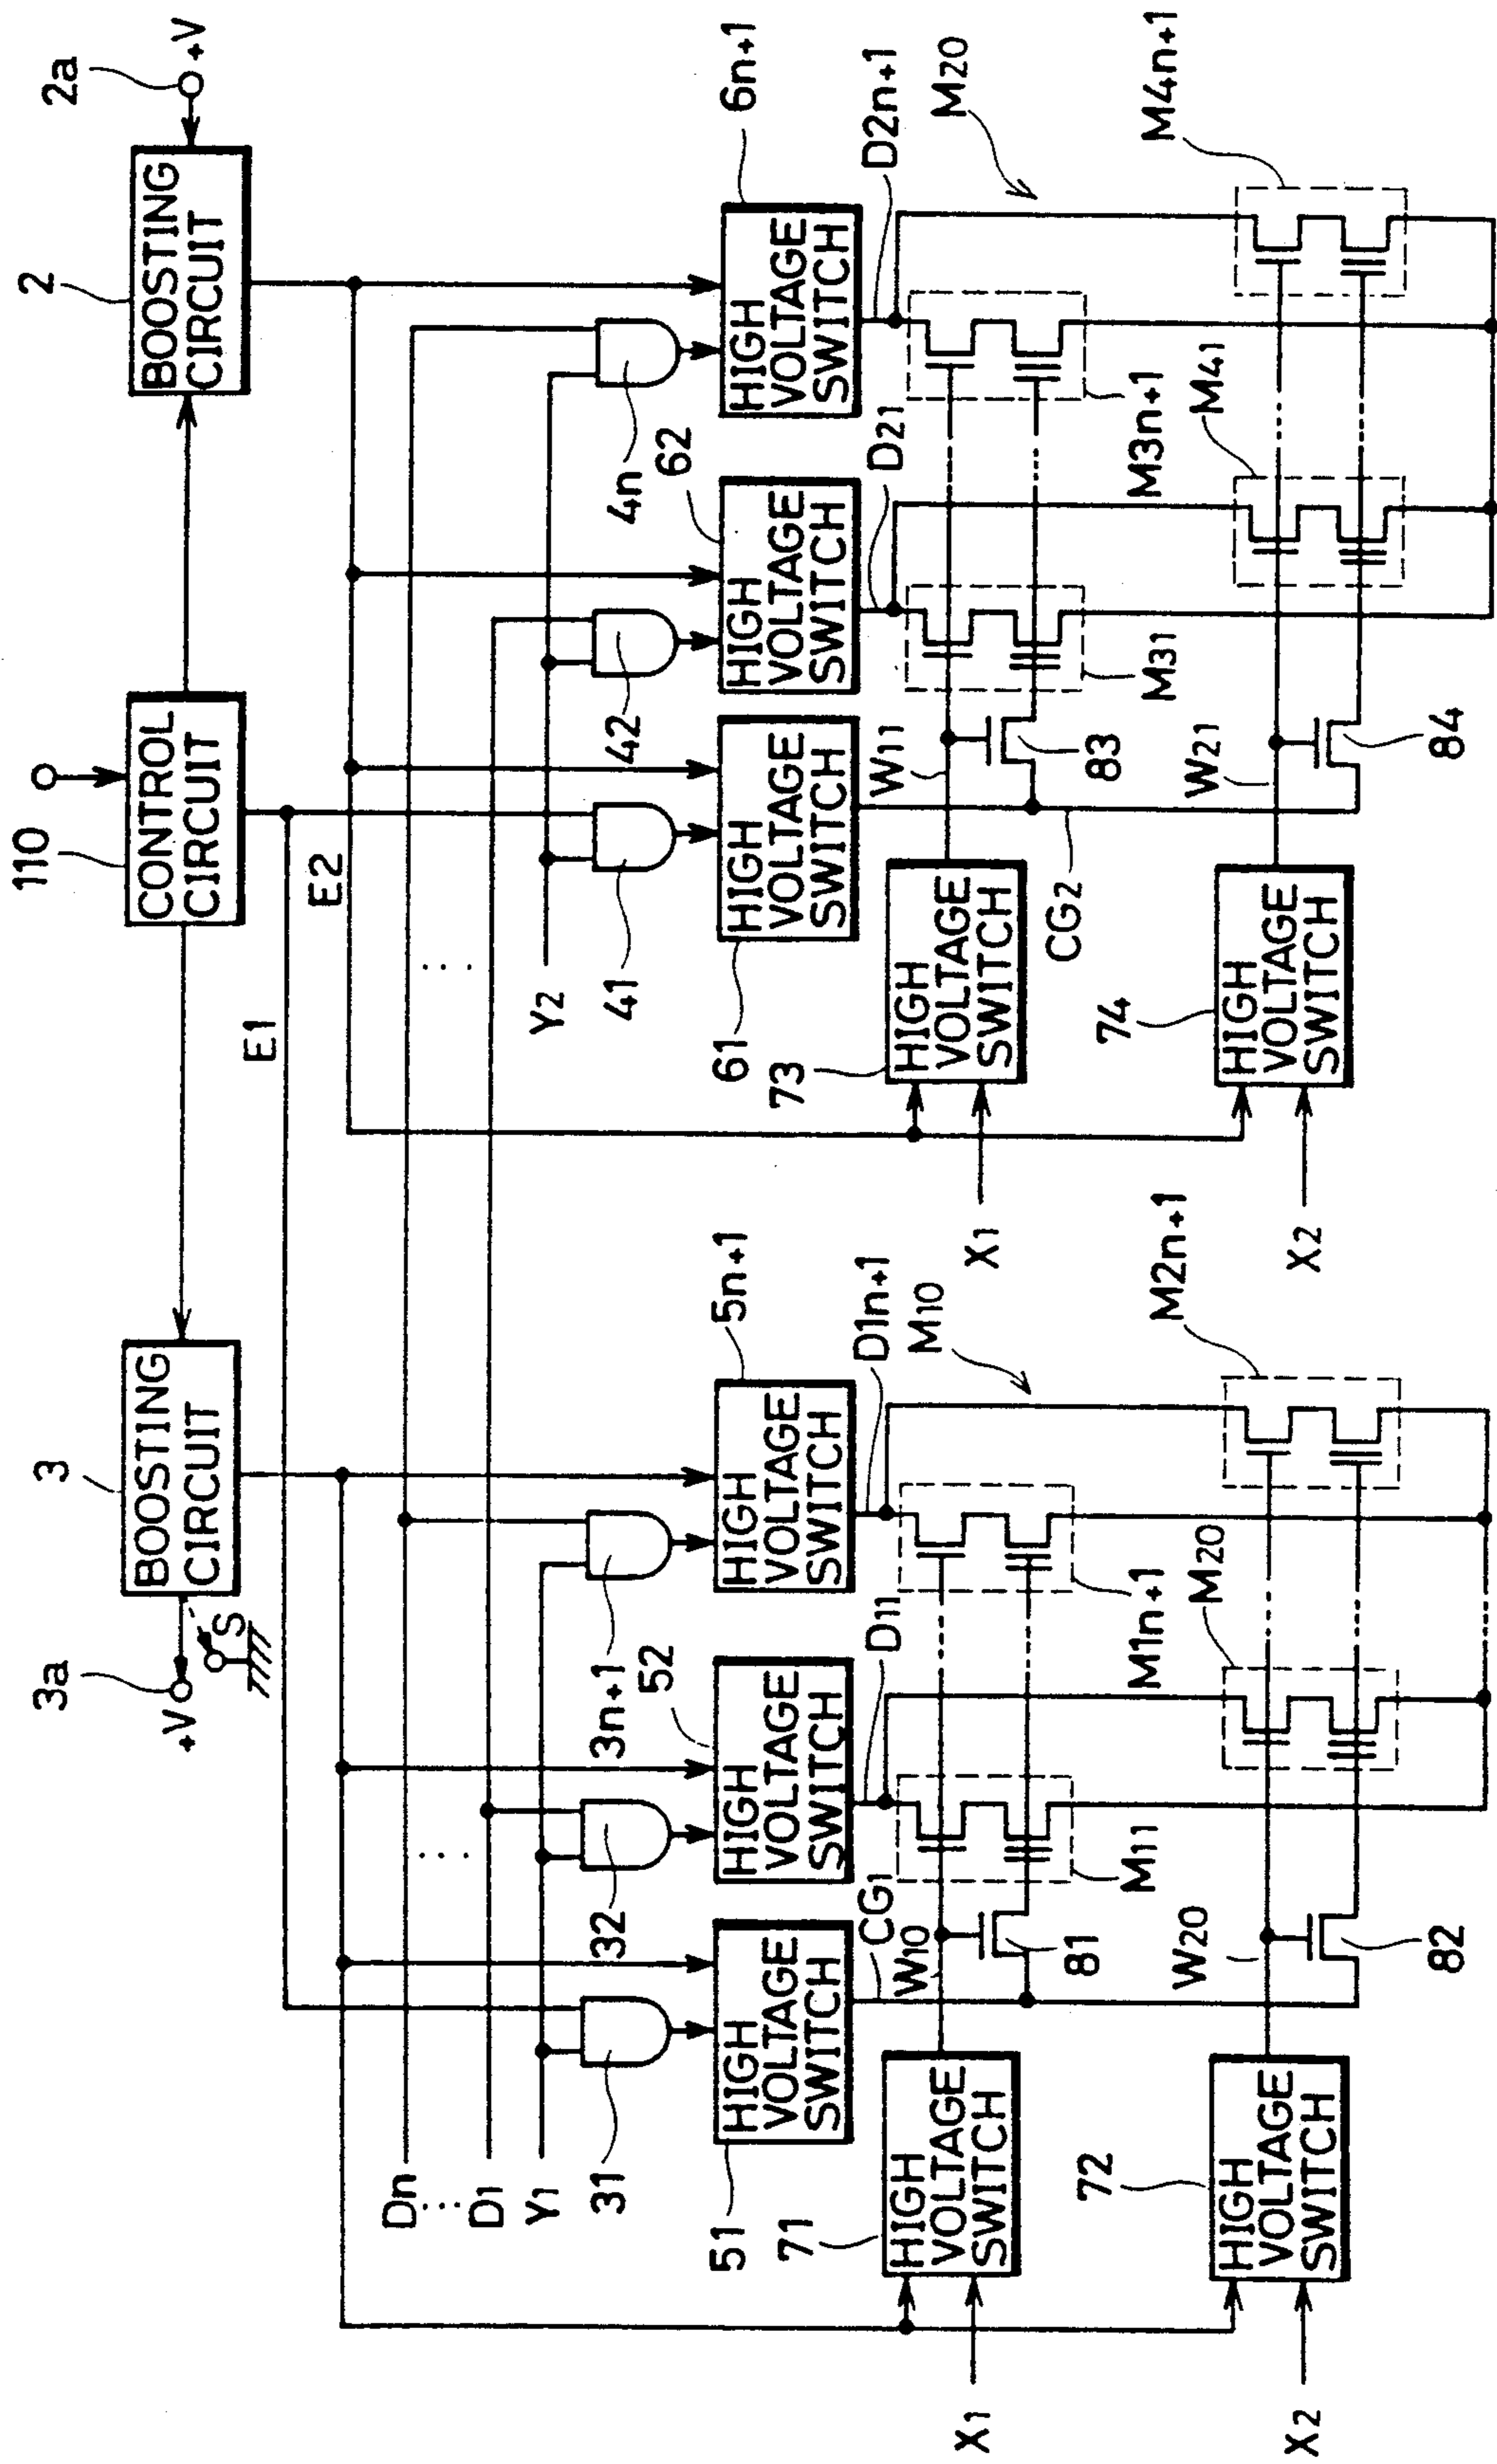 110
2
2a
3
3a
CONTROL
CIRCUIT
BOOSTING
CIRCUIT
+V
BOOSTING
CIRCUIT
+V
S
E1
E2
Dn
...
D1
Y1
...
...
Y2
31
32
3n+1
41
42
4n
51
HIGH
VOLTAGE
SWITCH
52
HIGH
VOLTAGE
SWITCH
5n+1
HIGH
VOLTAGE
SWITCH
61
HIGH
VOLTAGE
SWITCH
62
HIGH
VOLTAGE
SWITCH
6n+1
HIGH
VOLTAGE
SWITCH
71
HIGH
VOLTAGE
SWITCH
X1
CG1
W10
81
D11
M11
D1n+1
M10
M1n+1
73
HIGH
VOLTAGE
SWITCH
X1
W11
83
CG2
D21
M31
D2n+1
M20
M3n+1
72
HIGH
VOLTAGE
SWITCH
X2
W20
82
M20
M2n+1
74
HIGH
VOLTAGE
SWITCH
X2
W21
84
M41
M4n+1